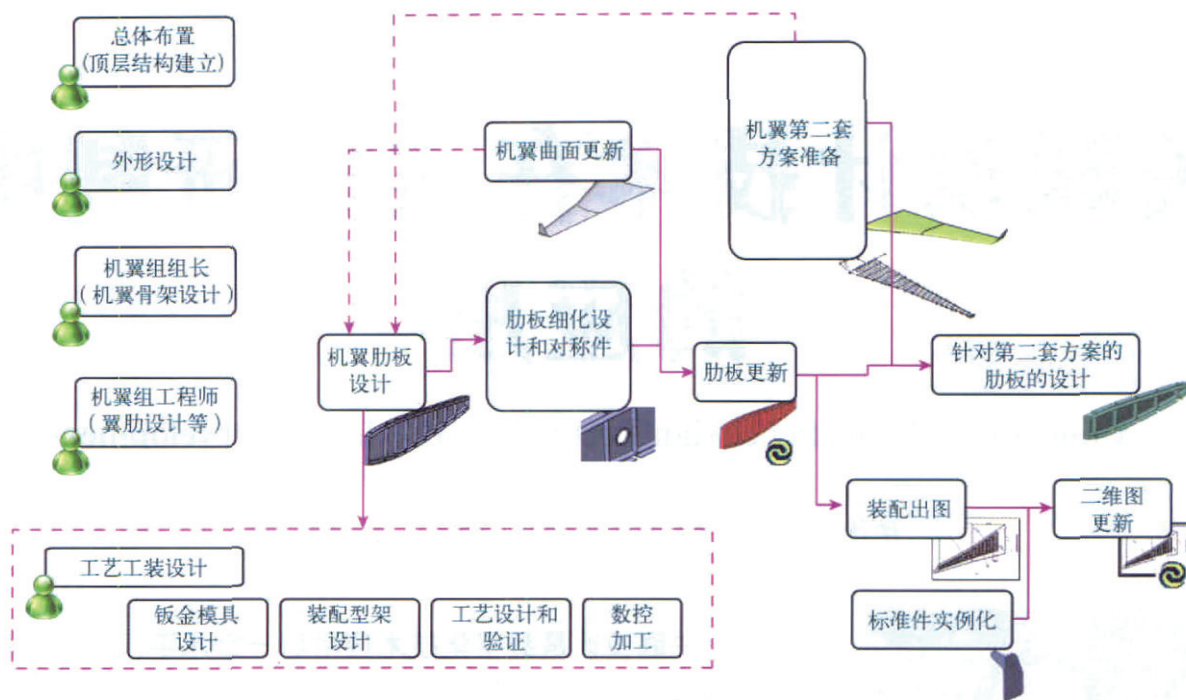 总体布置
(顶层结构建立)
外形设计
机翼组组长
(机翼骨架设计)
机翼组工程师
(翼肋设计等)
机翼曲面更新
机翼第二套
方案准备
机翼肋板
设计
肋板细化设
计和对称件
肋板更新
针对第二套方案的
肋板的设计
装配出图
二维图
更新
标准件实例化
工艺工装设计
钣金模具
设计
装配型架
设计
工艺设计和
验证
数控
加工